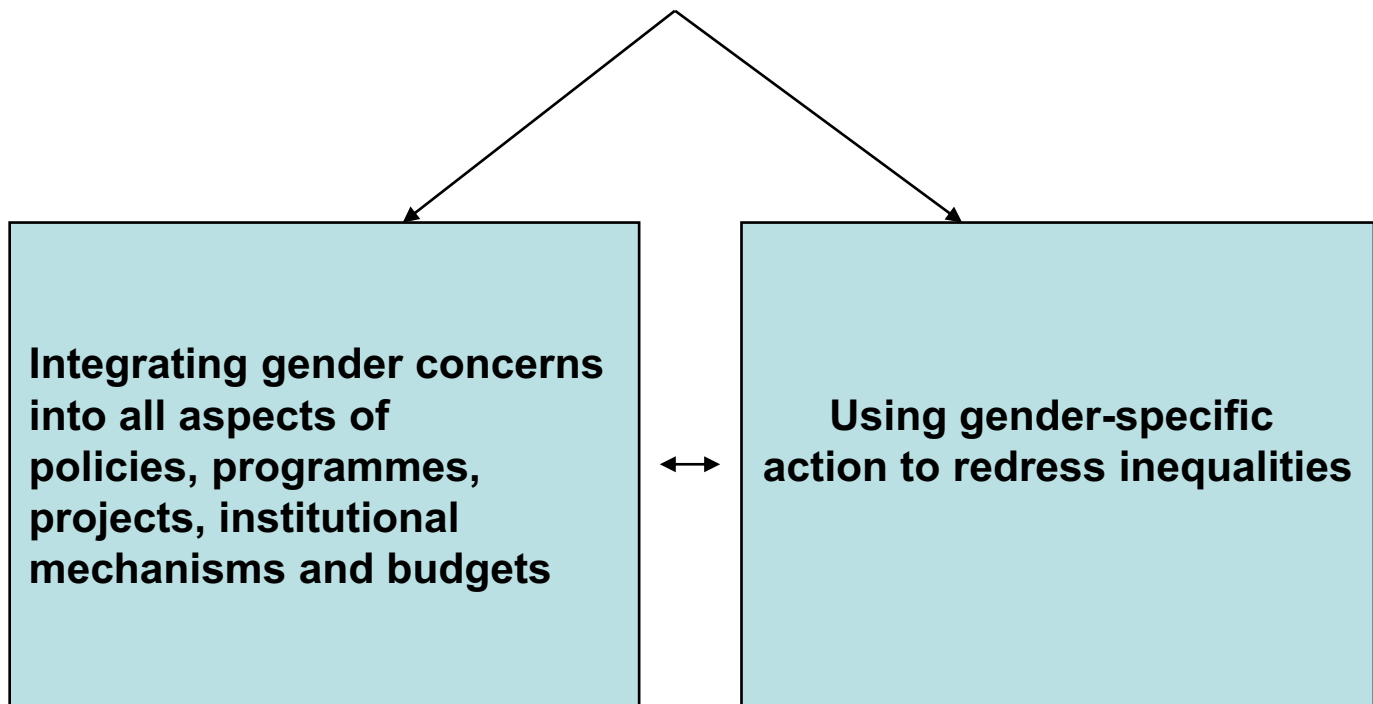 Integrating gender concerns
into all aspects of
policies, programmes,
projects, institutional
mechanisms and budgets
Using gender-specific
action to redress inequalities